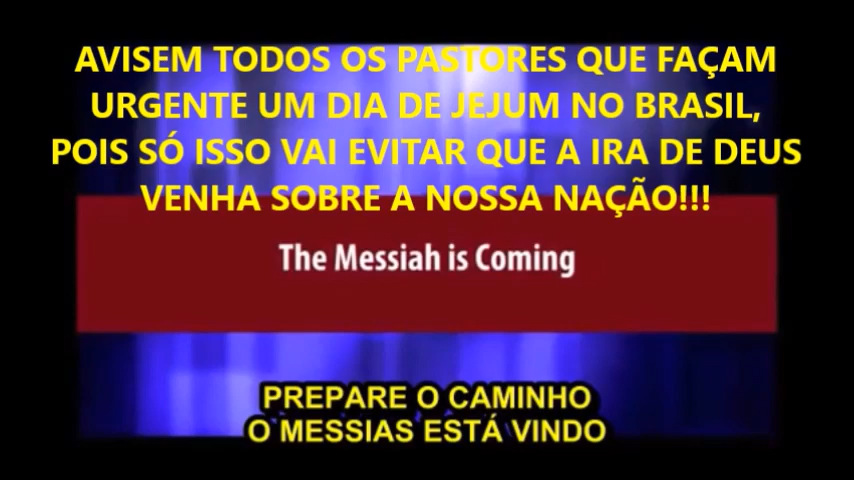 AVISEM TODOS OS PASTORES QUE FAÇAM
URGENTE UM DIA DE JEJUM NO BRASIL,
POIS SÓ ISSO VAI EVITAR QUE A IRA DE DEUS
VENHA SOBRE A NOSSA NAÇÃO!!!
The Messiah is Coming
PREPARE O CAMINHO
O MESSIAS ESTÁ VINDO